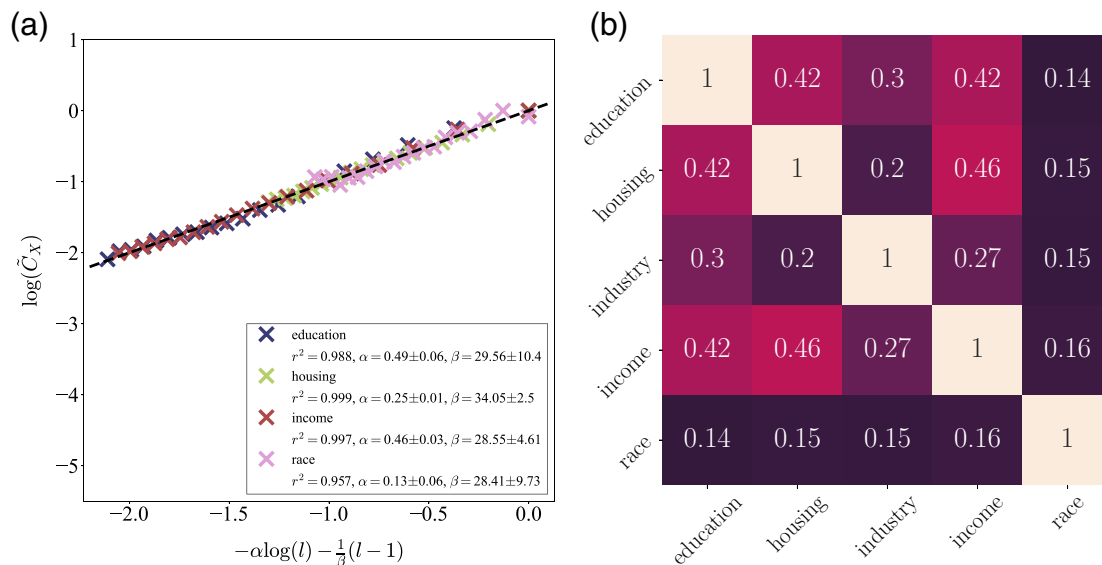 (a)
1
0
−1
−2
−3
−4
−5
log(C̃_X)
education
r² = 0.988, α = 0.49±0.06, β = 29.56±10.4
housing
r² = 0.999, α = 0.25±0.01, β = 34.05±2.5
income
r² = 0.997, α = 0.46±0.03, β = 28.55±4.61
race
r² = 0.957, α = 0.13±0.06, β = 28.41±9.73
−2.0 −1.5 −1.0 −0.5 0.0
−αlog(l) − 1/β(l − 1)
(b)
education 1 0.42 0.3 0.42 0.14
housing 0.42 1 0.2 0.46 0.15
industry 0.3 0.2 1 0.27 0.15
income 0.42 0.46 0.27 1 0.16
race 0.14 0.15 0.15 0.16 1
education housing industry income race